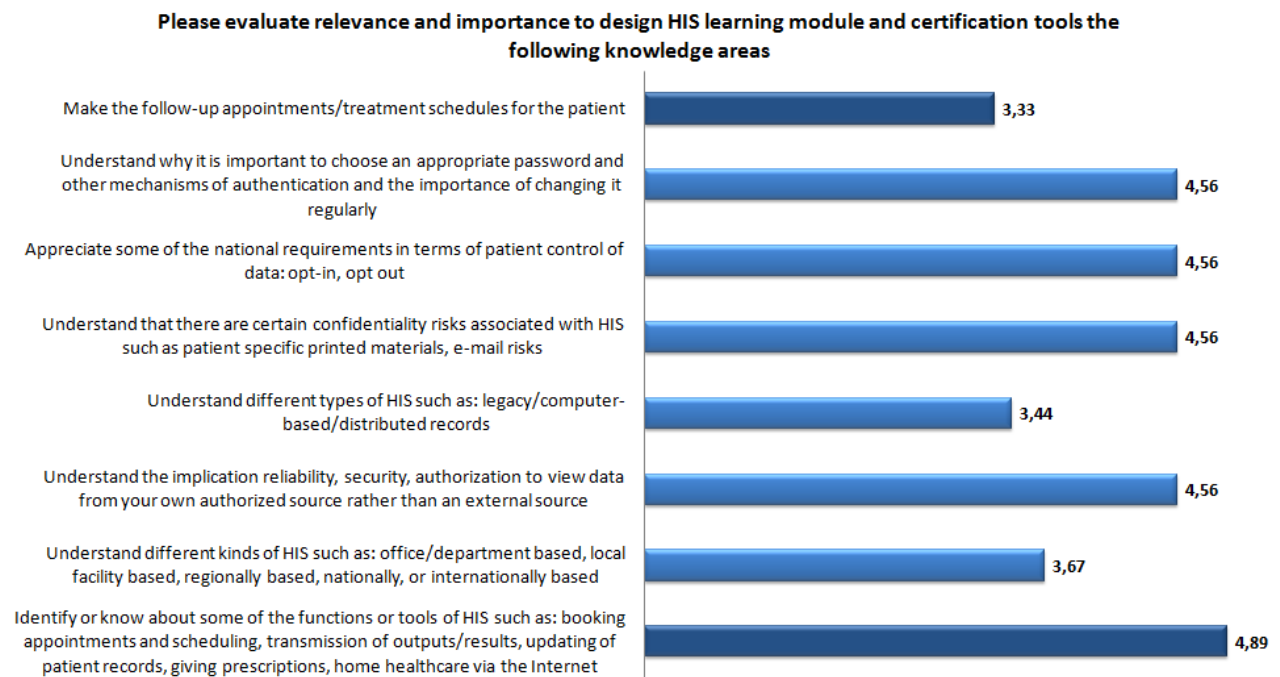 Please evaluate relevance and importance to design HIS learning module and certification tools the
following knowledge areas
Make the follow-up appointments/treatment schedules for the patient
3,33
Understand why it is important to choose an appropriate password and
other mechanisms of authentication and the importance of changing it
regularly
4,56
Appreciate some of the national requirements in terms of patient control of
data: opt-in, opt out
4,56
Understand that there are certain confidentiality risks associated with HIS
such as patient specific printed materials, e-mail risks
4,56
Understand different types of HIS such as: legacy/computer-
based/distributed records
3,44
Understand the implication reliability, security, authorization to view data
from your own authorized source rather than an external source
4,56
Understand different kinds of HIS such as: office/department based, local
facility based, regionally based, nationally, or internationally based
3,67
Identify or know about some of the functions or tools of HIS such as: booking
appointments and scheduling, transmission of outputs/results, updating of
patient records, giving prescriptions, home healthcare via the Internet
4,89